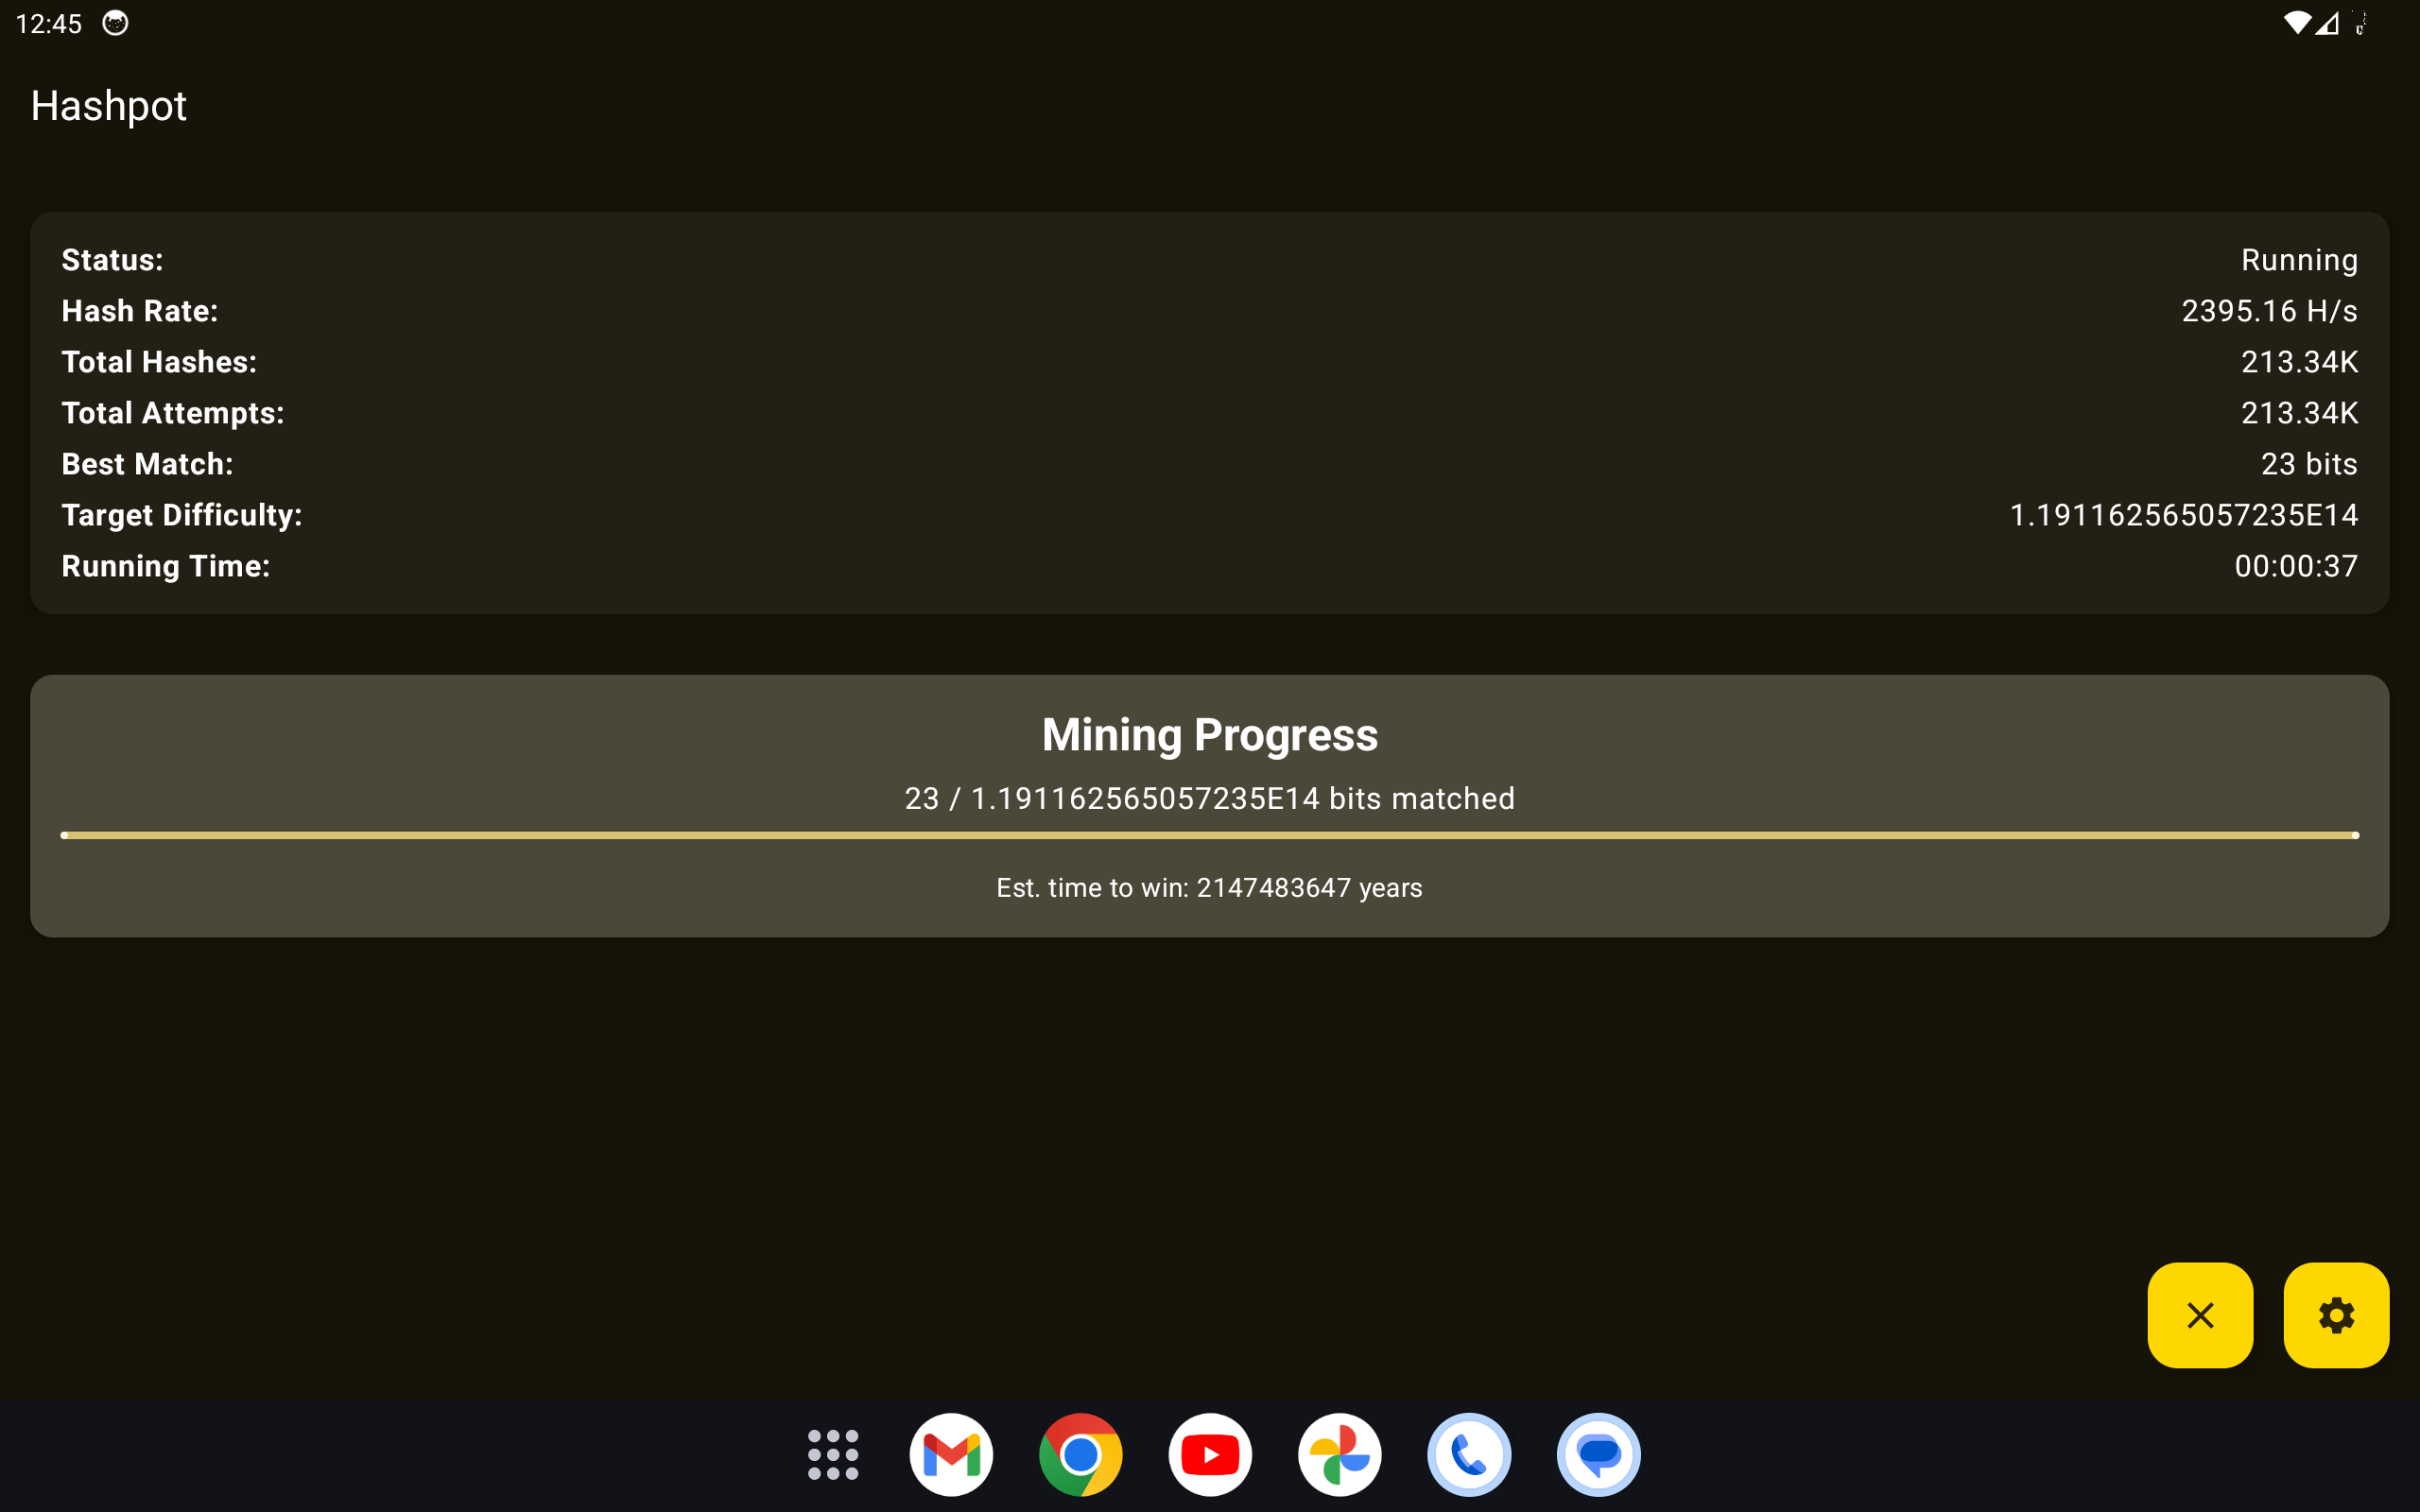 12:45
Hashpot
Status: Running
Hash Rate: 2395.16 H/s
Total Hashes: 213.34K
Total Attempts: 213.34K
Best Match: 23 bits
Target Difficulty: 1.191162565057235E14
Running Time: 00:00:37
Mining Progress
23 / 1.191162565057235E14 bits matched
Est. time to win: 2147483647 years